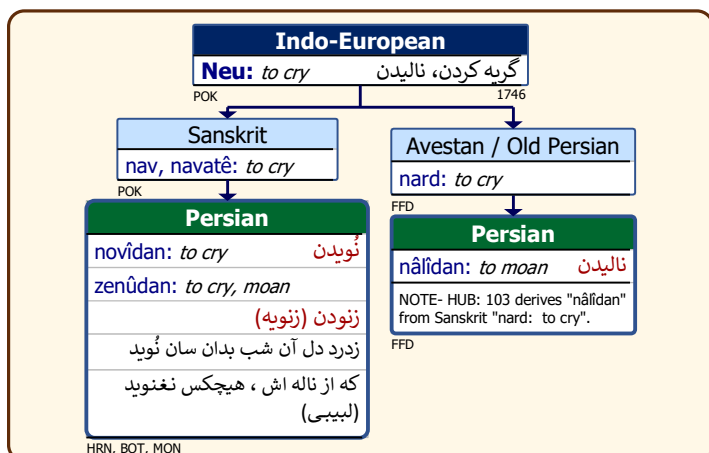 Indo-European
Neu: to cry گریه کردن، نالیدن
POK 1746
Sanskrit
nav, navatê: to cry
POK
Persian
novîdan: to cry نُویدن
zenûdan: to cry, moan
زنودن (زنویه)
زدرد دل آن شب بدان سان نُوید
که از ناله اش ، هیچکس نغنوید
(لبیبی)
HRN, BOT, MON
Avestan / Old Persian
nard: to cry
FFD
Persian
nâlîdan: to moan نالیدن
NOTE- HUB: 103 derives "nâlîdan"
from Sanskrit "nard: to cry".
FFD